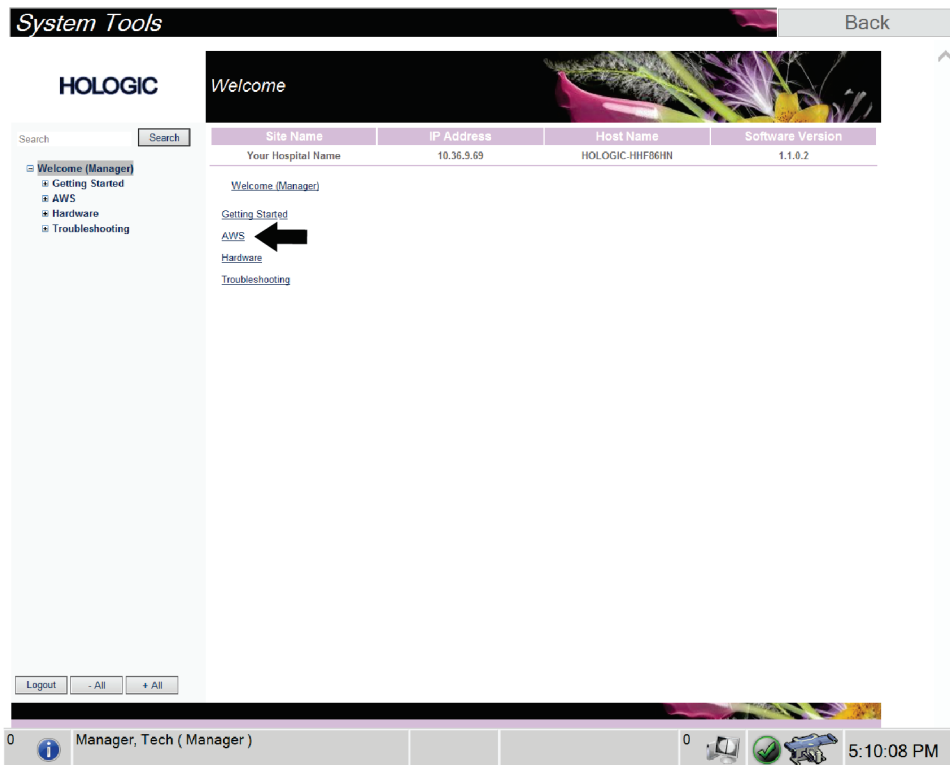 System Tools
Back
HOLOGIC
Welcome
Search
Search
Site Name
IP Address
Host Name
Software Version
Your Hospital Name
10.36.9.69
HOLOGIC-HHF86HN
1.1.0.2
Welcome (Manager)
Getting Started
AWS
Hardware
Troubleshooting
Welcome (Manager)
Getting Started
AWS
Hardware
Troubleshooting
Logout
- All
+ All
0
Manager, Tech ( Manager )
0
5:10:08 PM